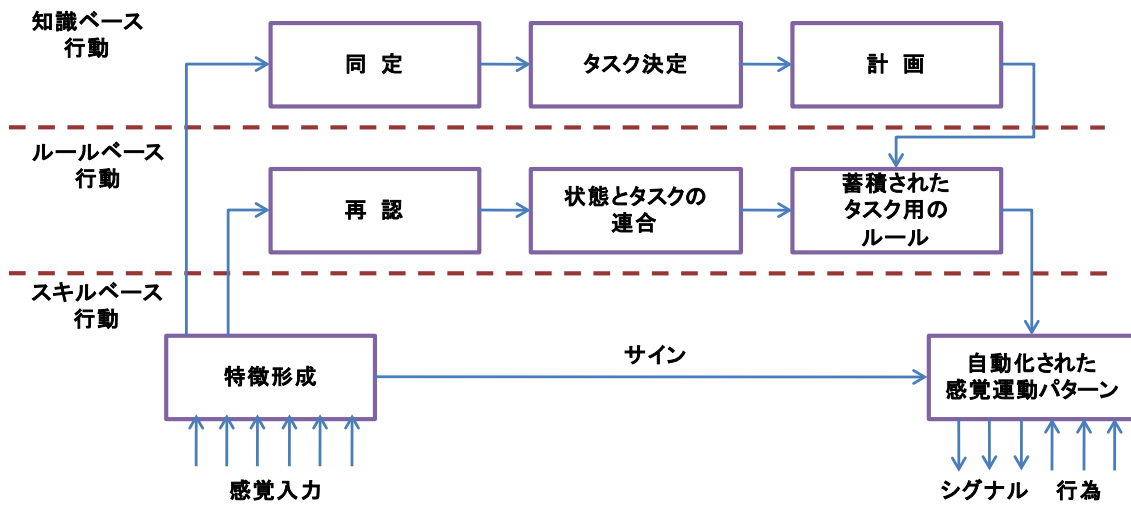 知識ベース
行動
同 定
タスク決定
計 画
ルールベース
行動
再 認
状態とタスクの
連合
蓄積された
タスク用の
ルール
スキルベース
行動
特徴形成
サイン
自動化された
感覚運動パターン
感覚入力
シグナル
行為